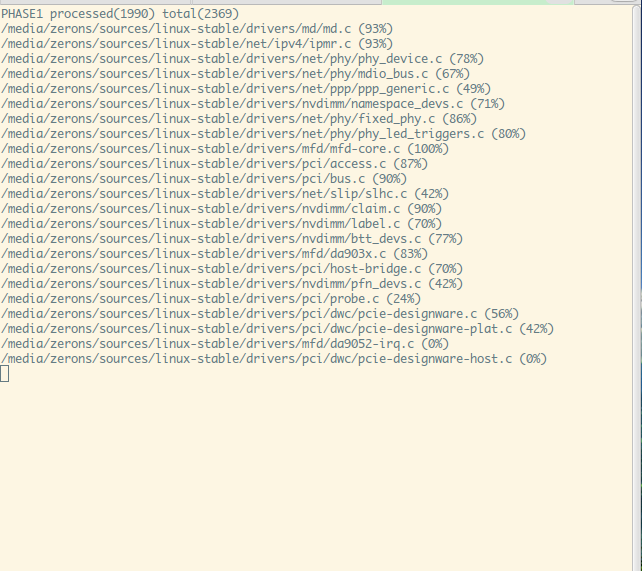 PHASE1 processed(1990) total(2369)
/media/zerons/sources/linux-stable/drivers/md/md.c (93%)
/media/zerons/sources/linux-stable/net/ipv4/ipmr.c (93%)
/media/zerons/sources/linux-stable/drivers/net/phy/phy_device.c (78%)
/media/zerons/sources/linux-stable/drivers/net/phy/mdio_bus.c (67%)
/media/zerons/sources/linux-stable/drivers/net/ppp/ppp_generic.c (49%)
/media/zerons/sources/linux-stable/drivers/nvdimm/namespace_devs.c (71%)
/media/zerons/sources/linux-stable/drivers/net/phy/fixed_phy.c (86%)
/media/zerons/sources/linux-stable/drivers/net/phy/phy_led_triggers.c (80%)
/media/zerons/sources/linux-stable/drivers/mfd/mfd-core.c (100%)
/media/zerons/sources/linux-stable/drivers/pci/access.c (87%)
/media/zerons/sources/linux-stable/drivers/pci/bus.c (90%)
/media/zerons/sources/linux-stable/drivers/net/slip/slhc.c (42%)
/media/zerons/sources/linux-stable/drivers/nvdimm/claim.c (90%)
/media/zerons/sources/linux-stable/drivers/nvdimm/label.c (70%)
/media/zerons/sources/linux-stable/drivers/nvdimm/btt_devs.c (77%)
/media/zerons/sources/linux-stable/drivers/mfd/da903x.c (83%)
/media/zerons/sources/linux-stable/drivers/pci/host-bridge.c (70%)
/media/zerons/sources/linux-stable/drivers/nvdimm/pfn_devs.c (42%)
/media/zerons/sources/linux-stable/drivers/pci/probe.c (24%)
/media/zerons/sources/linux-stable/drivers/pci/dwc/pcie-designware.c (56%)
/media/zerons/sources/linux-stable/drivers/pci/dwc/pcie-designware-plat.c (42%)
/media/zerons/sources/linux-stable/drivers/mfd/da9052-irq.c (0%)
/media/zerons/sources/linux-stable/drivers/pci/dwc/pcie-designware-host.c (0%)